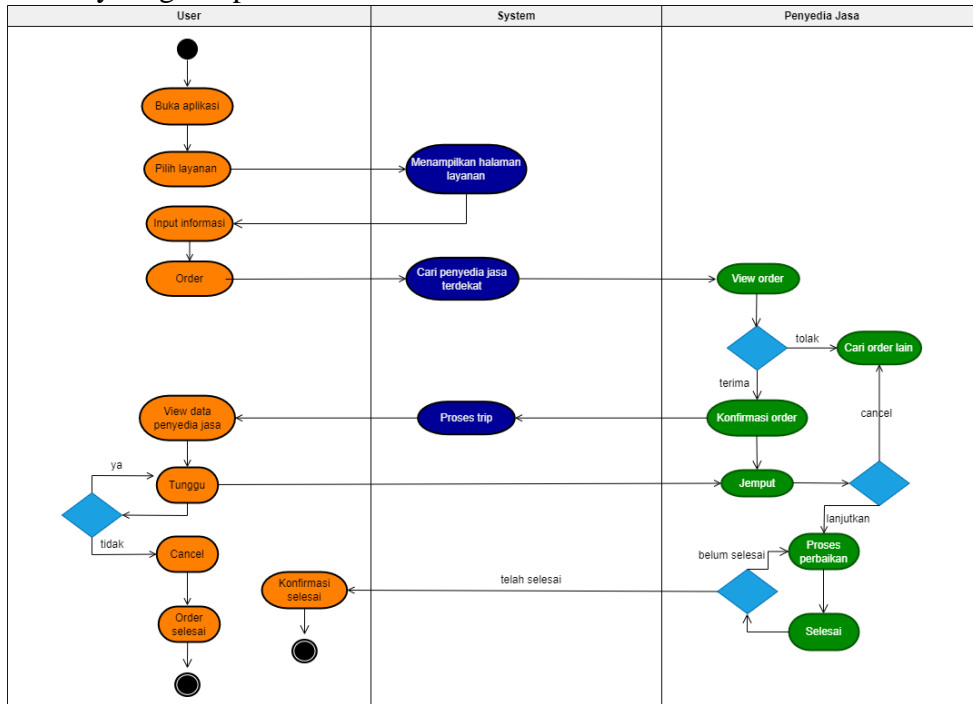 User
System
Penyedia Jasa
Buka aplikasi
Pilih layanan
Menampilkan halaman
layanan
Input informasi
Order
Cari penyedia jasa
terdekat
View order
tolak
Cari order lain
terima
View data
penyedia jasa
Proses trip
Konfirmasi order
cancel
ya
Tunggu
Jemput
lanjutkan
tidak
Cancel
belum selesai
Proses
perbaikan
telah selesai
Konfirmasi
selesai
Order
selesai
Selesai